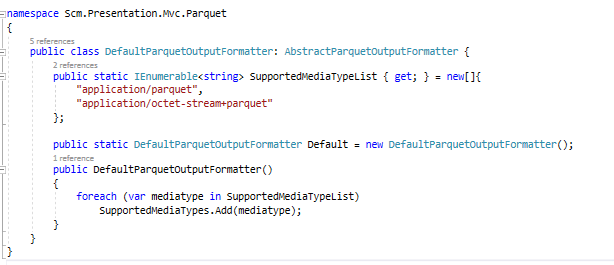 namespace Scm.Presentation.Mvc.Parquet
{
5 references
public class DefaultParquetOutputFormatter: AbstractParquetOutputFormatter {
2 references
public static IEnumerable<string> SupportedMediaTypeList { get; } = new[]{
"application/parquet",
"application/octet-stream+parquet"
};
public static DefaultParquetOutputFormatter Default = new DefaultParquetOutputFormatter();
1 reference
public DefaultParquetOutputFormatter()
{
foreach (var mediatype in SupportedMediaTypeList)
SupportedMediaTypes.Add(mediatype);
}
}
}